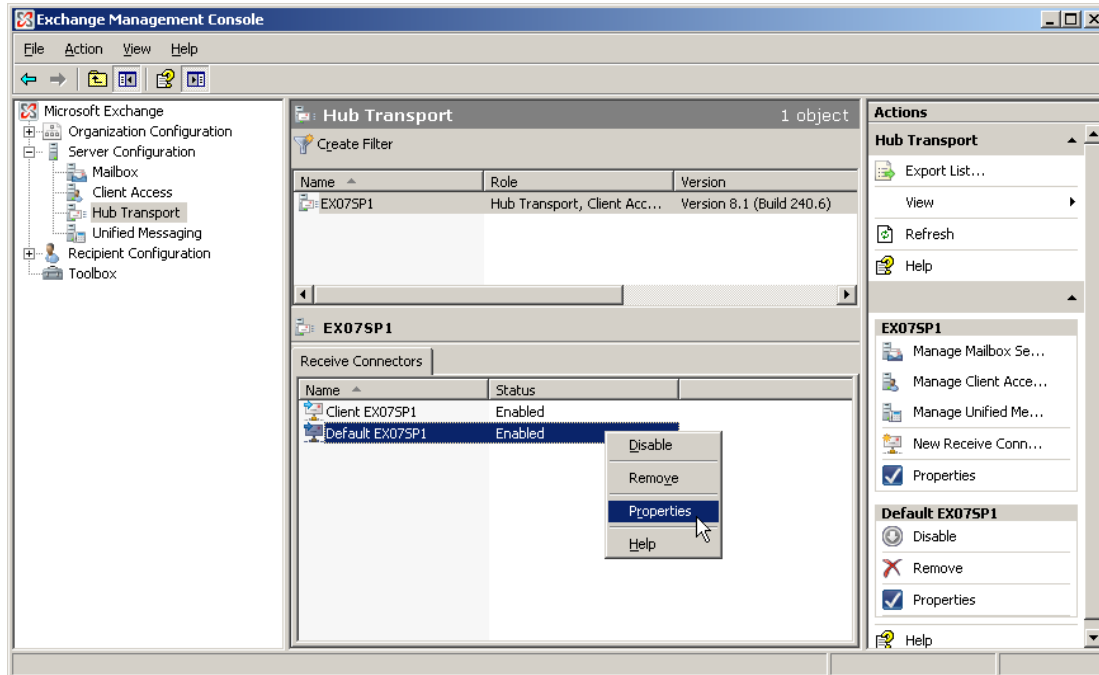 Exchange Management Console
File Action View Help
Microsoft Exchange
Organization Configuration
Server Configuration
Mailbox
Client Access
Hub Transport
Unified Messaging
Recipient Configuration
Toolbox
Hub Transport 1 object
Create Filter
Name Role Version
EX07SP1 Hub Transport, Client Acc... Version 8.1 (Build 240.6)
EX07SP1
Receive Connectors
Name Status
Client EX07SP1 Enabled
Default EX07SP1 Enabled
Disable
Remove
Properties
Help
Actions
Hub Transport
Export List...
View
Refresh
Help
EX07SP1
Manage Mailbox Se...
Manage Client Acce...
Manage Unified Me...
New Receive Conn...
Properties
Default EX07SP1
Disable
Remove
Properties
Help